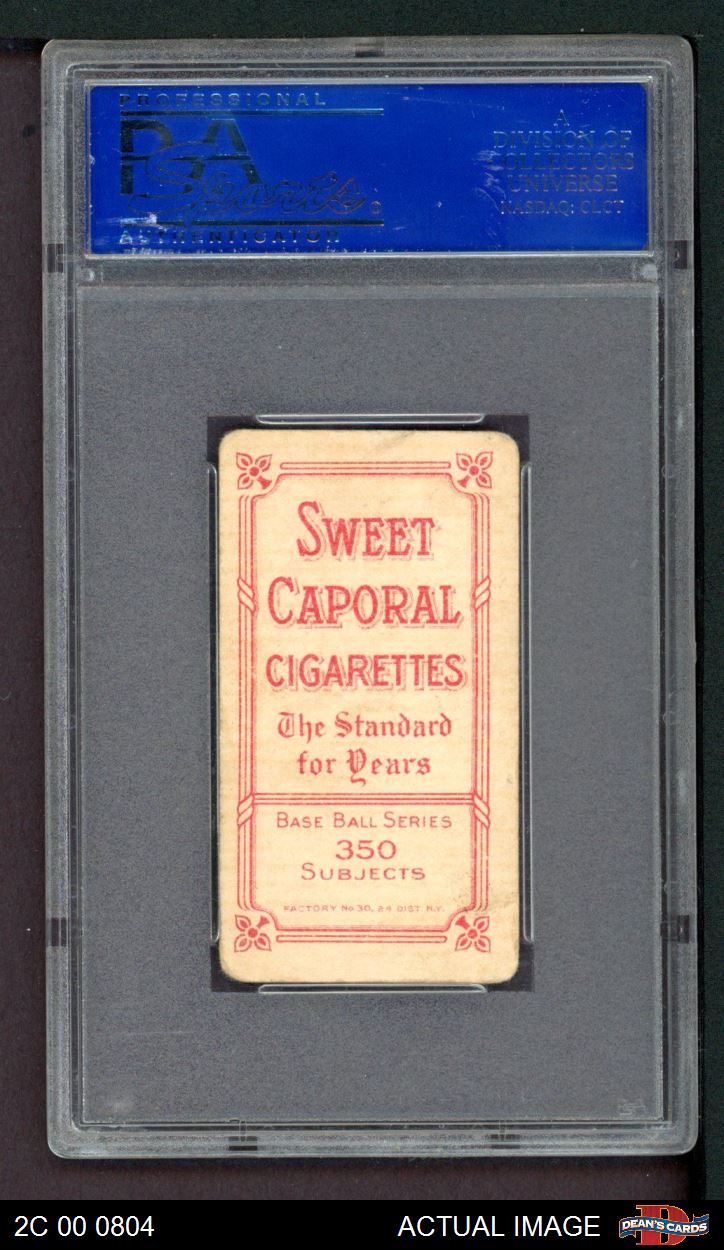 PROFESSIONAL
PSA
Sports
AUTHENTICATOR
A
DIVISION OF
COLLECTORS
UNIVERSE
NASDAQ: CLCT
SWEET
CAPORAL
CIGARETTES
The Standard
for Years
BASE BALL SERIES
350
SUBJECTS
FACTORY No 30, 2d DIST. N.Y.
2C 00 0804
ACTUAL IMAGE
D
DEAN'S CARDS